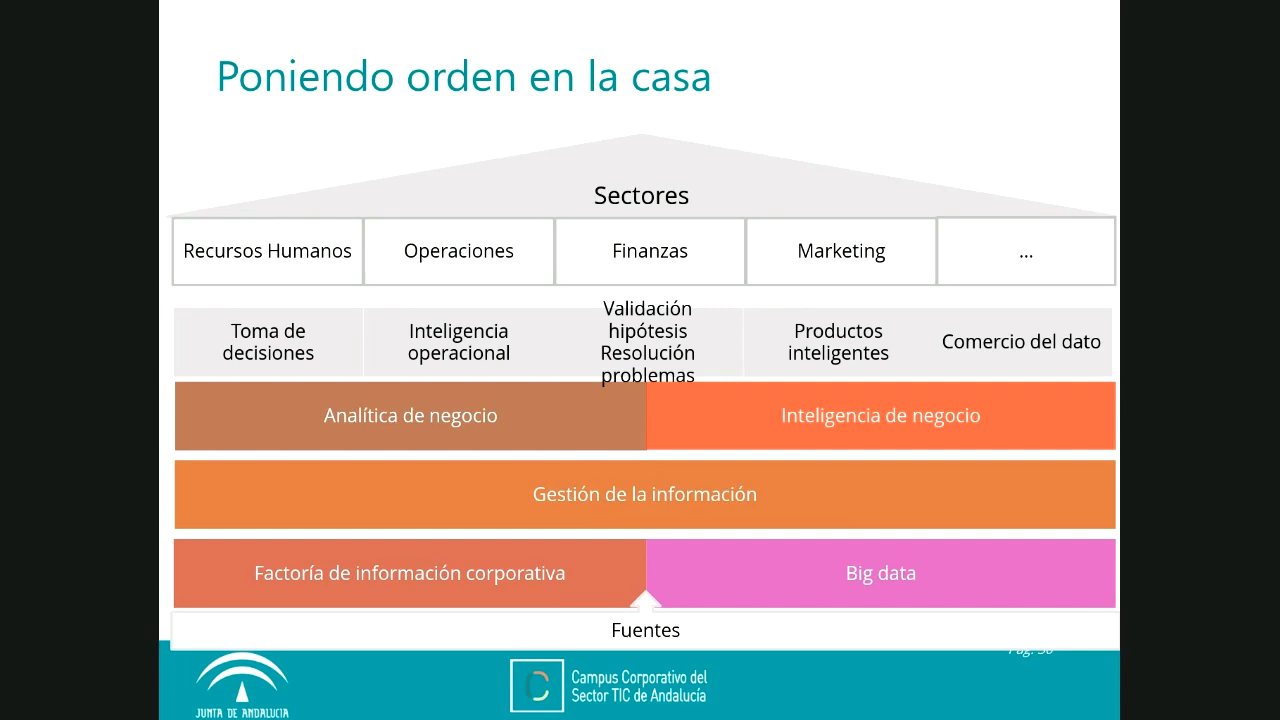 Poniendo orden en la casa
Sectores
Recursos Humanos
Operaciones
Finanzas
Marketing
...
Toma de
decisiones
Inteligencia
operacional
Validación
hipótesis
Resolución
problemas
Productos
inteligentes
Comercio del dato
Analítica de negocio
Inteligencia de negocio
Gestión de la información
Factoría de información corporativa
Big data
Fuentes
JUNTA DE ANDALUCIA
Campus Corporativo del
Sector TIC de Andalucía